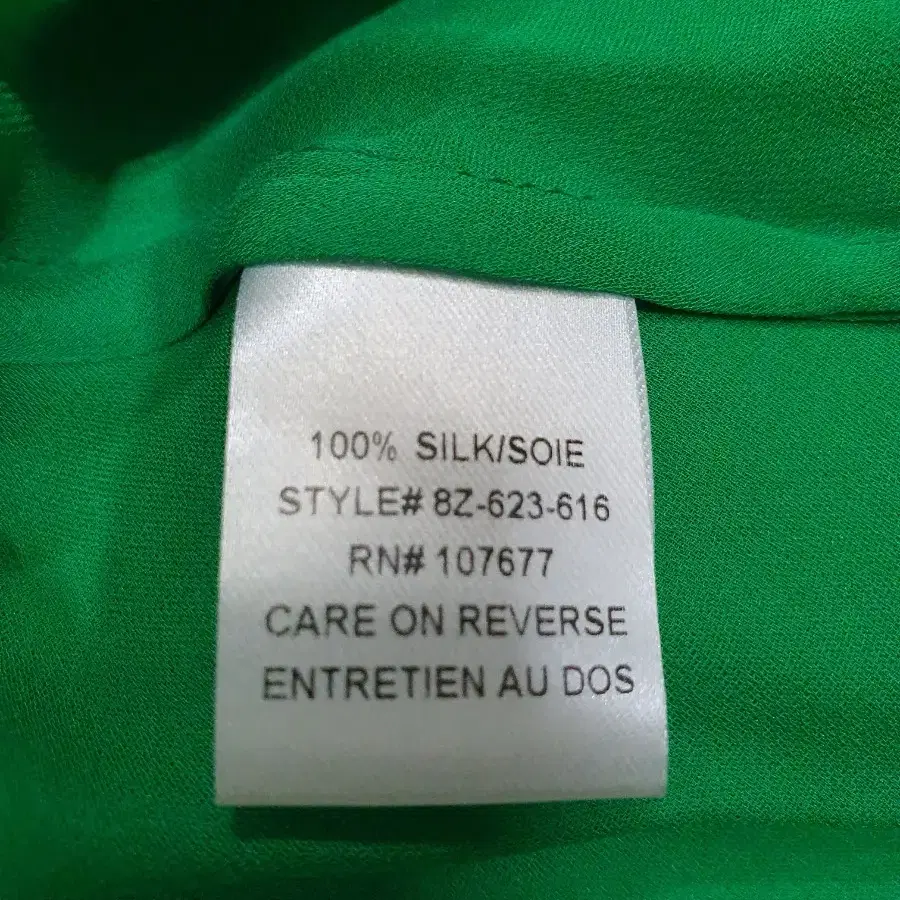 100% SILK/SOIE
STYLE# 8Z-623-616
RN# 107677
CARE ON REVERSE
ENTRETIEN AU DOS